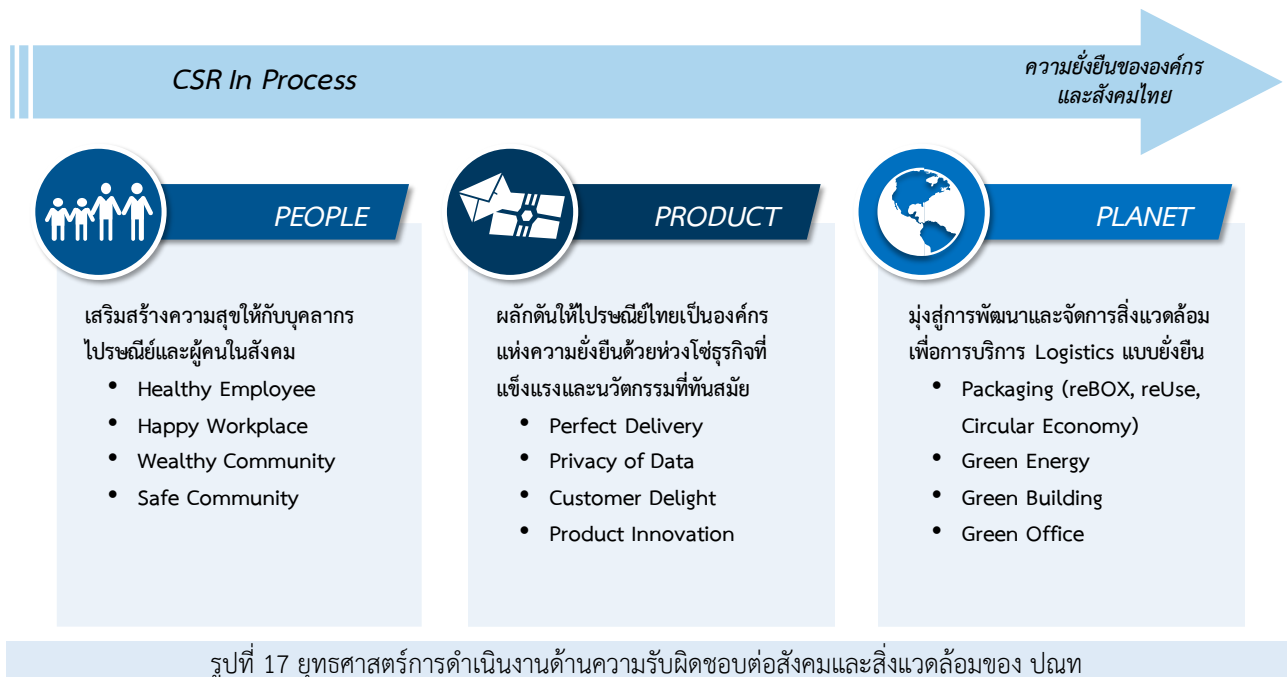 CSR In Process
ความยั่งยืนขององค์กร
และสังคมไทย
PEOPLE
เสริมสร้างความสุขให้กับบุคลากร
ไปรษณีย์และผู้คนในสังคม
• Healthy Employee
• Happy Workplace
• Wealthy Community
• Safe Community
PRODUCT
ผลักดันให้ไปรษณีย์ไทยเป็นองค์กร
แห่งความยั่งยืนด้วยห่วงโซ่ธุรกิจที่
แข็งแรงและนวัตกรรมที่ทันสมัย
• Perfect Delivery
• Privacy of Data
• Customer Delight
• Product Innovation
PLANET
มุ่งสู่การพัฒนาและจัดการสิ่งแวดล้อม
เพื่อการบริการ Logistics แบบยั่งยืน
• Packaging (reBOX, reUse,
Circular Economy)
• Green Energy
• Green Building
• Green Office
รูปที่ 17 ยุทธศาสตร์การดำเนินงานด้านความรับผิดชอบต่อสังคมและสิ่งแวดล้อมของ ปณท